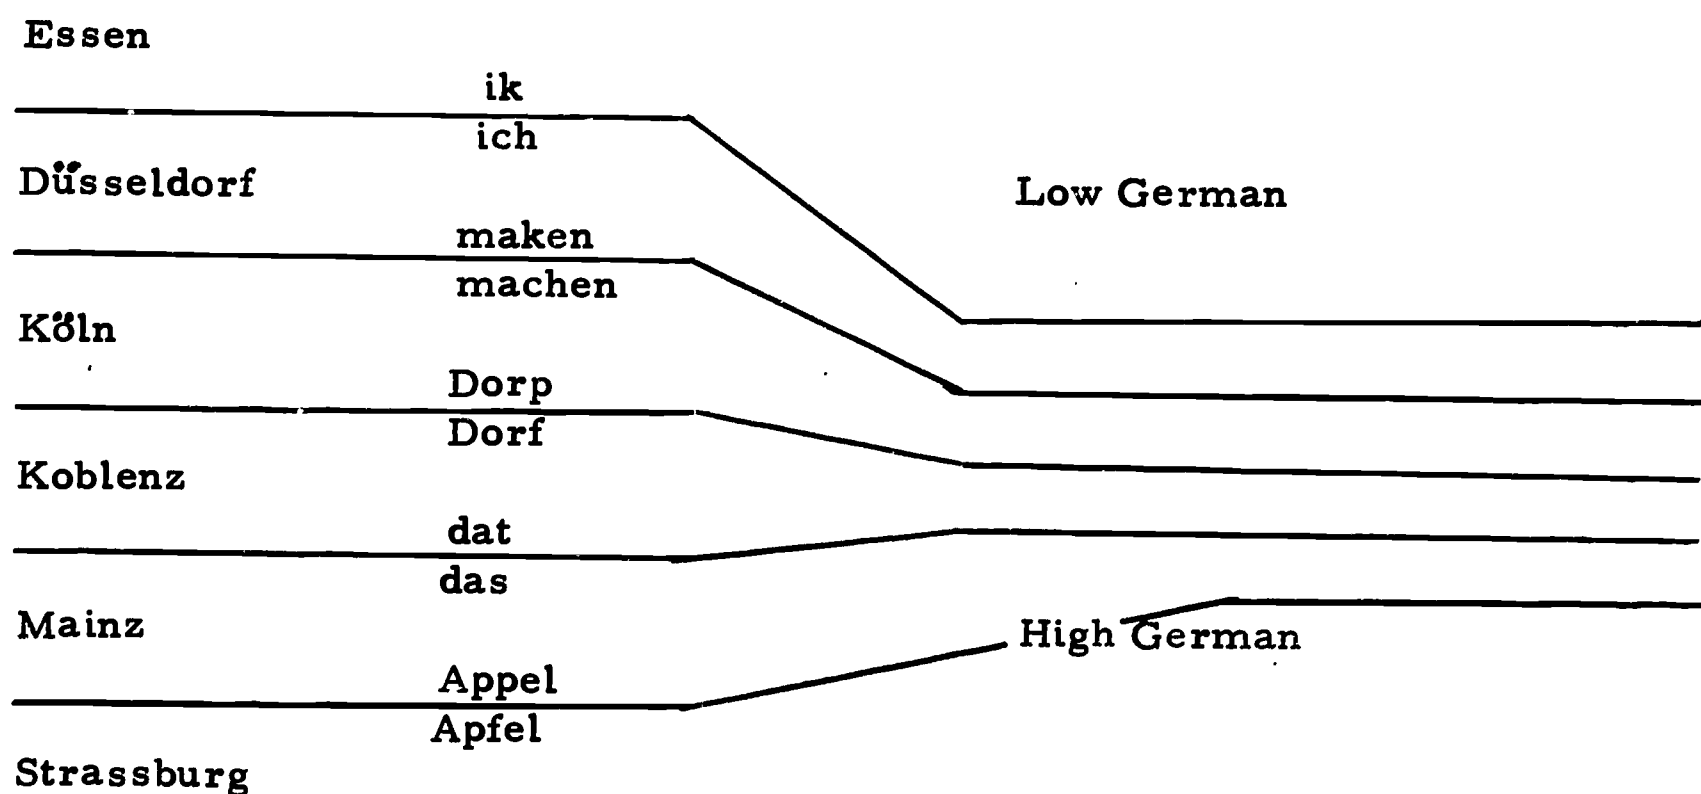 Essen
ik
ich
Düsseldorf
Low German
maken
machen
Köln
Dorp
Dorf
Koblenz
dat
das
Mainz
High German
Appel
Apfel
Strassburg